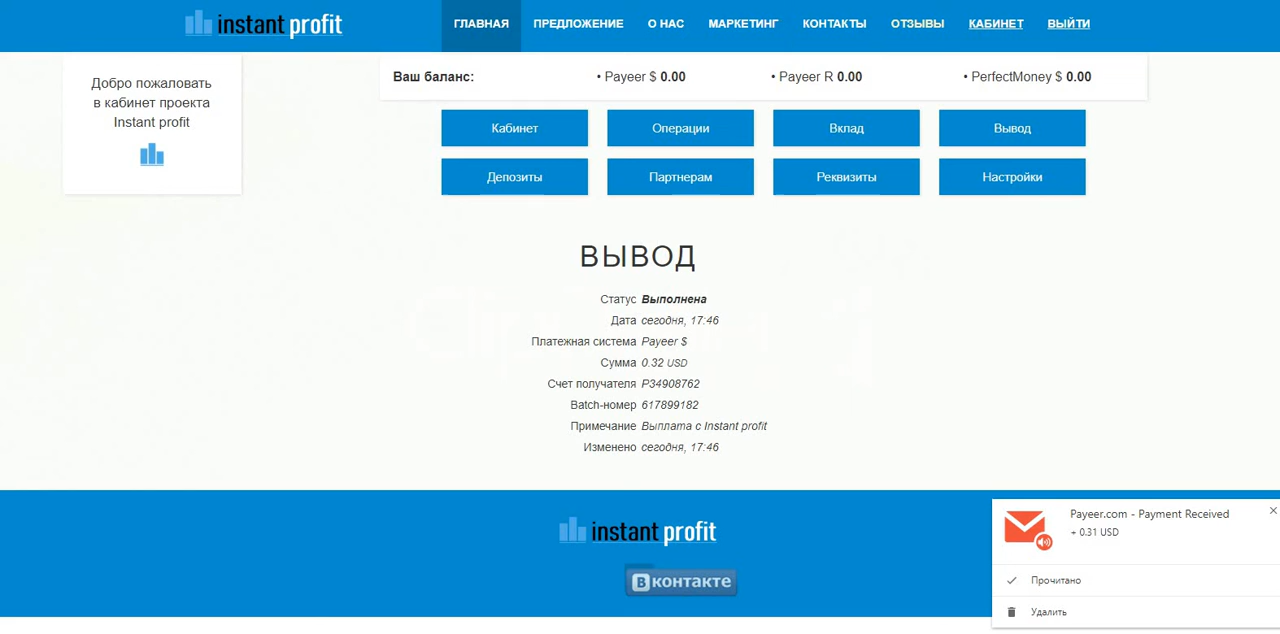 instant profit
ГЛАВНАЯ ПРЕДЛОЖЕНИЕ О НАС МАРКЕТИНГ КОНТАКТЫ ОТЗЫВЫ КАБИНЕТ ВЫЙТИ
Добро пожаловать
в кабинет проекта
Instant profit
Ваш баланс: • Payeer $ 0.00 • Payeer R 0.00 • PerfectMoney $ 0.00
Кабинет Операции Вклад Вывод
Депозиты Партнерам Реквизиты Настройки
ВЫВОД
Статус Выполнена
Дата сегодня, 17:46
Платежная система Payeer $
Сумма 0.32 USD
Счет получателя P34908762
Batch-номер 617899182
Примечание Выплата с Instant profit
Изменено сегодня, 17:46
instant profit
В контакте
Payeer.com - Payment Received
+ 0.31 USD
Прочитано
Удалить